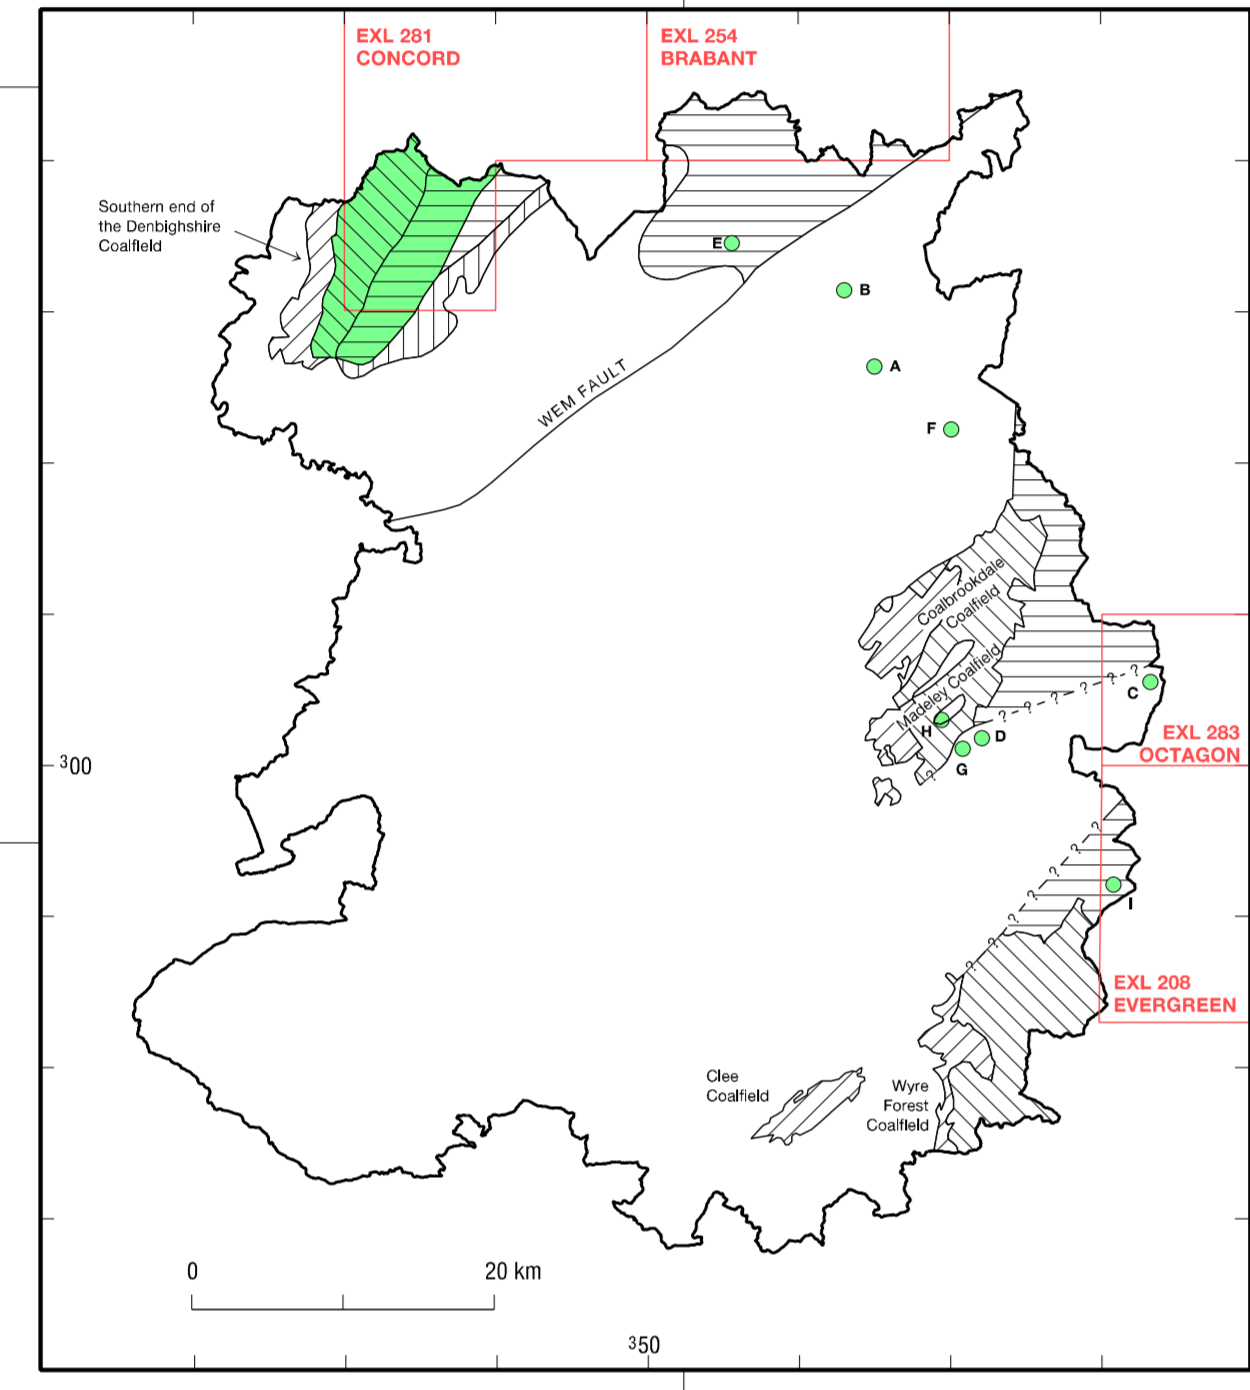 EXL 281
CONCORD
EXL 254
BRABANT
Southern end of
the Denbighshire
Coalfield
E
B
A
WEM FAULT
F
Coalbrookdale
Coalfield
Madeley Coalfield
? - ? - ? - ? - ? - ?
C
H
D
G
?
EXL 283
OCTAGON
³00
?
?
?
?
?
?
?
I
EXL 208
EVERGREEN
Clee
Coalfield
Wyre
Forest
Coalfield
0 20 km
³50